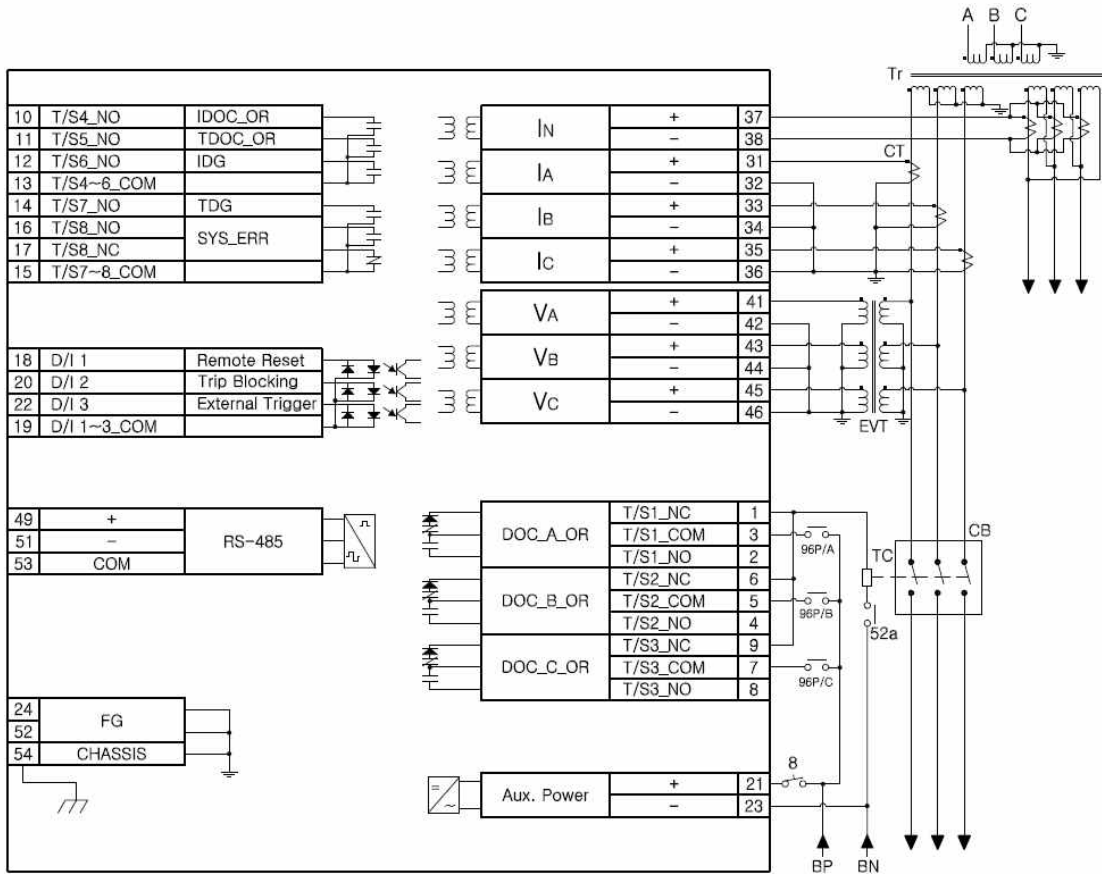 A B C
Tr
10 T/S4_NO IDOC_OR
11 T/S5_NO TDOC_OR
12 T/S6_NO IDG
13 T/S4~6_COM
14 T/S7_NO TDG
16 T/S8_NO SYS_ERR
17 T/S8_NC
15 T/S7~8_COM
IN + 37
− 38
IA + 31
− 32
IB + 33
− 34
IC + 35
− 36
CT
VA + 41
− 42
VB + 43
− 44
VC + 45
− 46
EVT
18 D/I 1 Remote Reset
20 D/I 2 Trip Blocking
22 D/I 3 External Trigger
19 D/I 1~3_COM
49 + RS-485
51 −
53 COM
DOC_A_OR T/S1_NC 1
T/S1_COM 3
T/S1_NO 2
DOC_B_OR T/S2_NC 6
T/S2_COM 5
T/S2_NO 4
DOC_C_OR T/S3_NC 9
T/S3_COM 7
T/S3_NO 8
96P/A
96P/B
96P/C
TC
CB
52a
24 FG
52
54 CHASSIS
Aux. Power + 21
− 23
8
BP BN